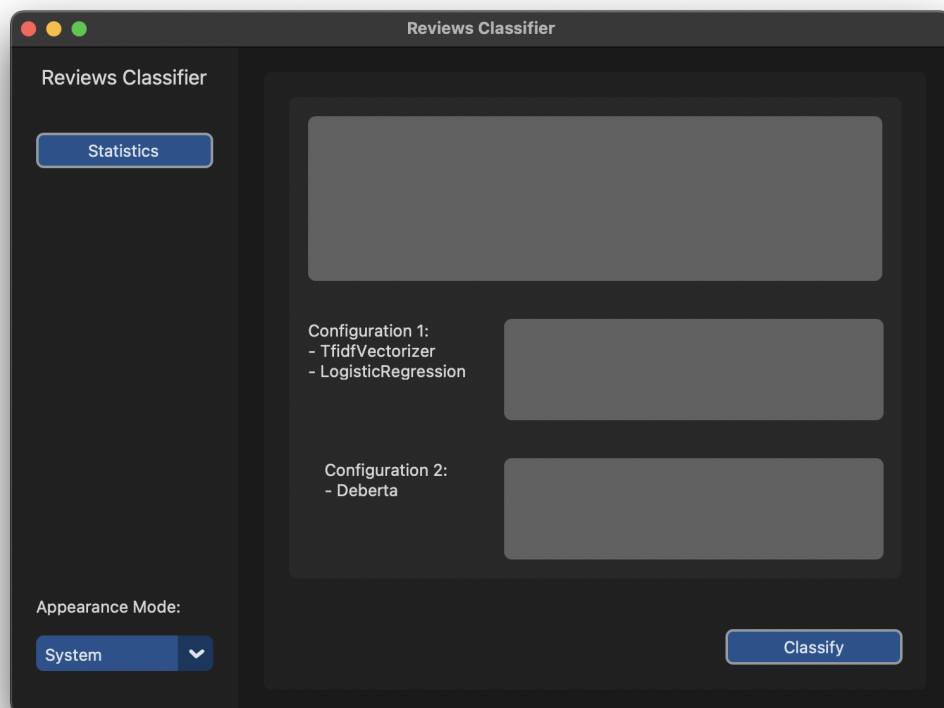 Reviews Classifier
Reviews Classifier
Statistics
Configuration 1:
- TfidfVectorizer
- LogisticRegression
Configuration 2:
- Deberta
Appearance Mode:
System
Classify